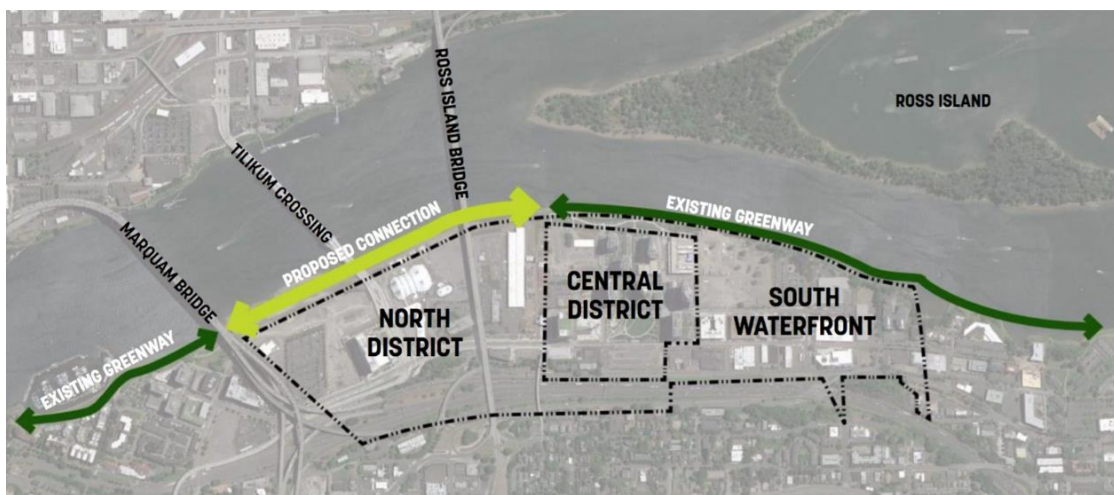 ROSS ISLAND BRIDGE
ROSS ISLAND
TILIKUM CROSSING
MARQUAM BRIDGE
PROPOSED CONNECTION
EXISTING GREENWAY
CENTRAL
DISTRICT
SOUTH
WATERFRONT
NORTH
DISTRICT
EXISTING GREENWAY